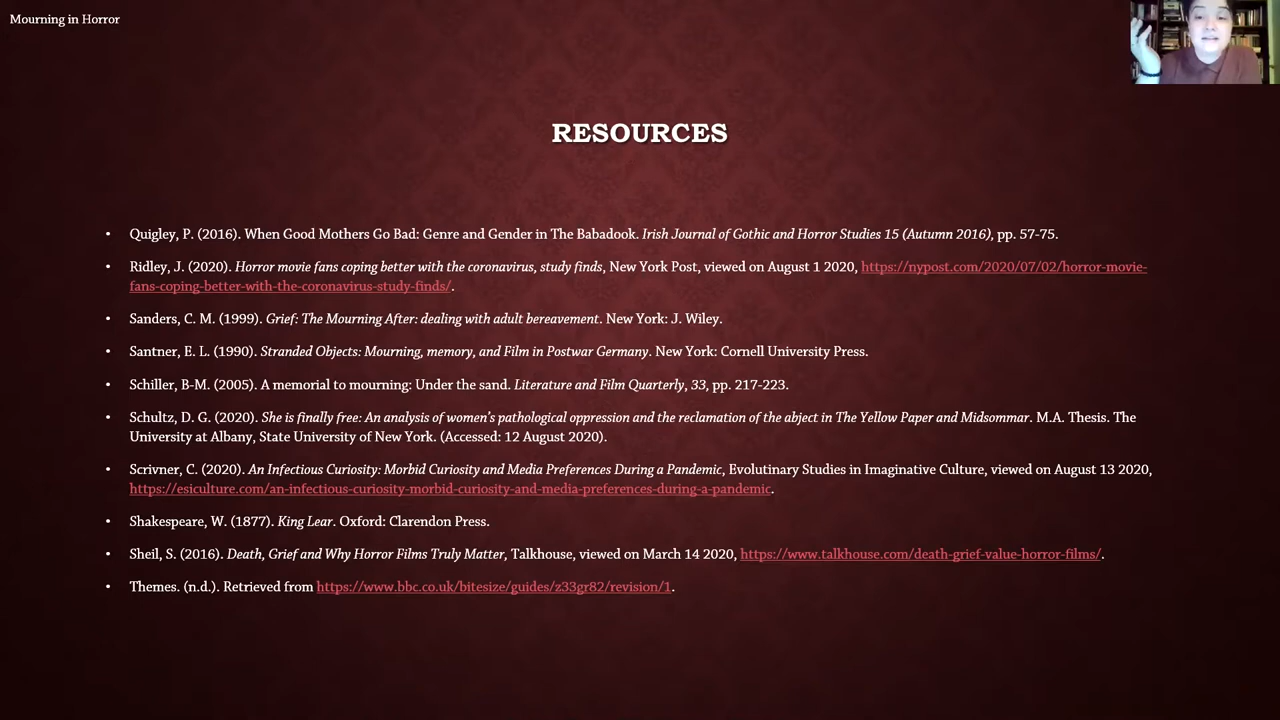 Mourning in Horror
RESOURCES
• Quigley, P. (2016). When Good Mothers Go Bad: Genre and Gender in The Babadook. Irish Journal of Gothic and Horror Studies 15 (Autumn 2016), pp. 57-75.
• Ridley, J. (2020). Horror movie fans coping better with the coronavirus, study finds, New York Post, viewed on August 1 2020, https://nypost.com/2020/07/02/horror-movie-
fans-coping-better-with-the-coronavirus-study-finds/.
• Sanders, C. M. (1999). Grief: The Mourning After: dealing with adult bereavement. New York: J. Wiley.
• Santner, E. L. (1990). Stranded Objects: Mourning, memory, and Film in Postwar Germany. New York: Cornell University Press.
• Schiller, B-M. (2005). A memorial to mourning: Under the sand. Literature and Film Quarterly, 33, pp. 217-223.
• Schultz, D. G. (2020). She is finally free: An analysis of women's pathological oppression and the reclamation of the abject in The Yellow Paper and Midsommar. M.A. Thesis. The
University at Albany, State University of New York. (Accessed: 12 August 2020).
• Scrivner, C. (2020). An Infectious Curiosity: Morbid Curiosity and Media Preferences During a Pandemic, Evolutinary Studies in Imaginative Culture, viewed on August 13 2020,
https://esiculture.com/an-infectious-curiosity-morbid-curiosity-and-media-preferences-during-a-pandemic.
• Shakespeare, W. (1877). King Lear. Oxford: Clarendon Press.
• Sheil, S. (2016). Death, Grief and Why Horror Films Truly Matter, Talkhouse, viewed on March 14 2020, https://www.talkhouse.com/death-grief-value-horror-films/.
• Themes. (n.d.). Retrieved from https://www.bbc.co.uk/bitesize/guides/z33gr82/revision/1.